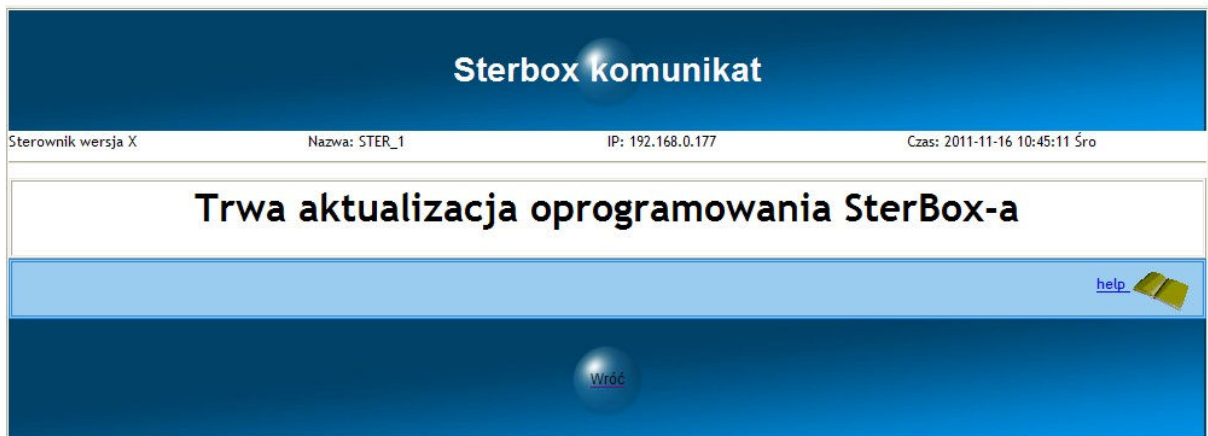 Sterbox komunikat
Sterownik wersja X Nazwa: STER_1 IP: 192.168.0.177 Czas: 2011-11-16 10:45:11 Śro
Trwa aktualizacja oprogramowania SterBox-a
help
Wróć